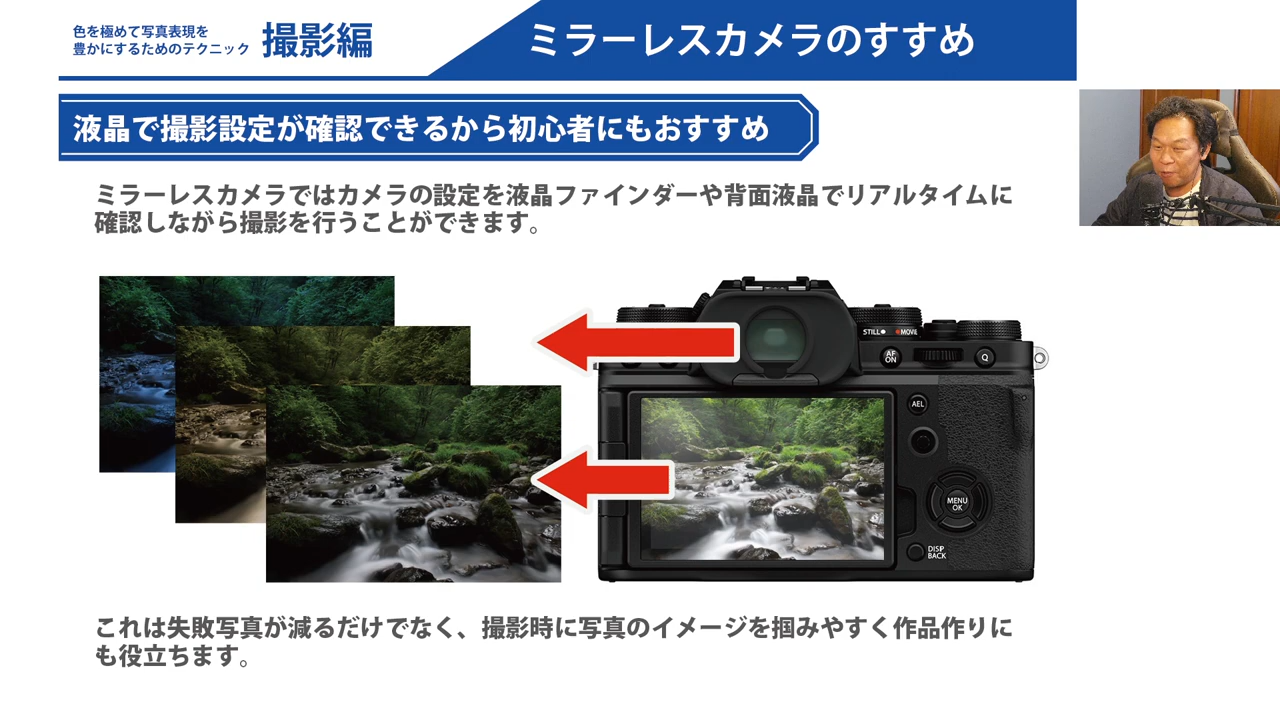 色を極めて写真表現を
豊かにするためのテクニック
撮影編
ミラーレスカメラのすすめ
液晶で撮影設定が確認できるから初心者にもおすすめ
ミラーレスカメラではカメラの設定を液晶ファインダーや背面液晶でリアルタイムに
確認しながら撮影を行うことができます。
STILL MOVIE
AF
ON
Q
AEL
MENU
OK
DISP
BACK
これは失敗写真が減るだけでなく、撮影時に写真のイメージを掴みやすく作品作りに
も役立ちます。